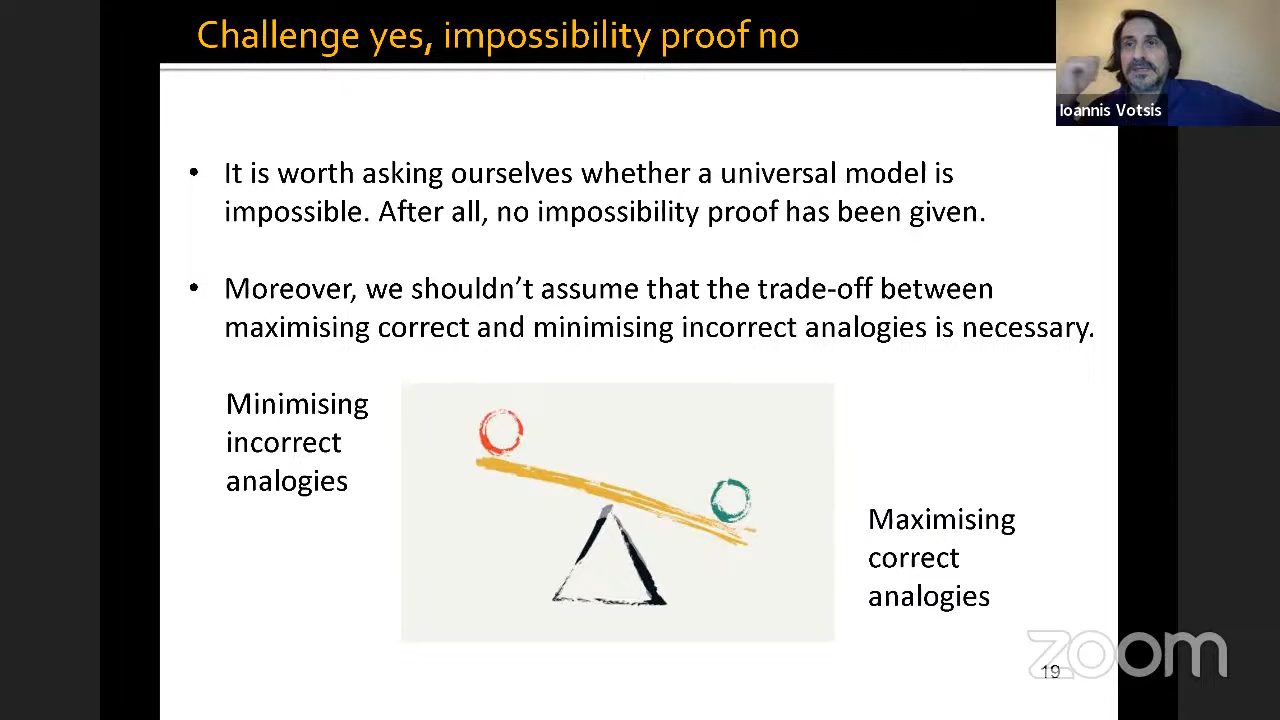 Challenge yes, impossibility proof no
Ioannis Votsis
• It is worth asking ourselves whether a universal model is
impossible. After all, no impossibility proof has been given.
• Moreover, we shouldn’t assume that the trade-off between
maximising correct and minimising incorrect analogies is necessary.
Minimising
incorrect
analogies
Maximising
correct
analogies
zoom
19